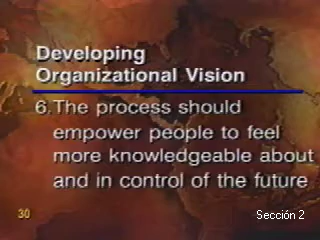 Developing
Organizational Vision
6.The process should
empower people to feel
more knowledgeable about
and in control of the future
30
Sección 2